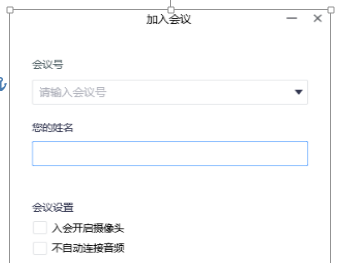 加入会议
会议号
请输入会议号
您的姓名
会议设置
入会开启摄像头
不自动连接音频